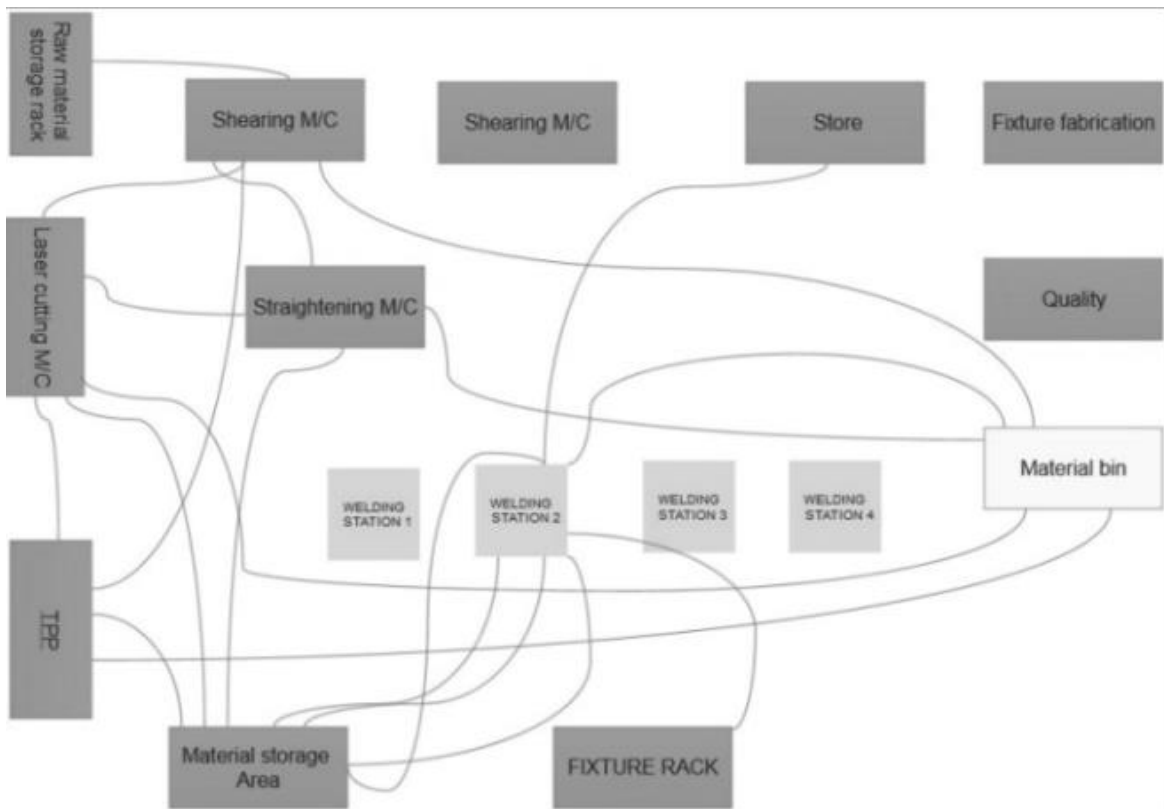 Raw material
storage rack
Shearing M/C
Shearing M/C
Store
Fixture fabrication
Laser cutting M/C
Straightening M/C
Quality
Material bin
WELDING
STATION 1
WELDING
STATION 2
WELDING
STATION 3
WELDING
STATION 4
TPP
Material storage
Area
FIXTURE RACK